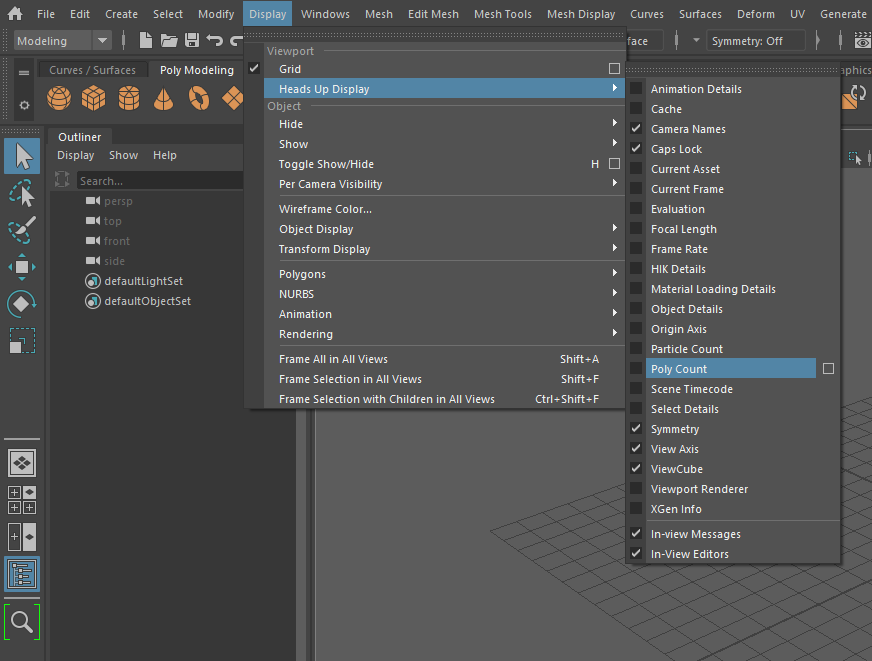 File Edit Create Select Modify Display Windows Mesh Edit Mesh Mesh Tools Mesh Display Curves Surfaces Deform UV Generate
Modeling
face
Symmetry: Off
Curves / Surfaces
Poly Modeling
aphics
Outliner
Display Show Help
Search...
persp
top
front
side
defaultLightSet
defaultObjectSet
Viewport
Grid
Heads Up Display
Object
Hide
Show
Toggle Show/Hide H
Per Camera Visibility
Wireframe Color...
Object Display
Transform Display
Polygons
NURBS
Animation
Rendering
Frame All in All Views Shift+A
Frame Selection in All Views Shift+F
Frame Selection with Children in All Views Ctrl+Shift+F
Animation Details
Cache
Camera Names
Caps Lock
Current Asset
Current Frame
Evaluation
Focal Length
Frame Rate
HIK Details
Material Loading Details
Object Details
Origin Axis
Particle Count
Poly Count
Scene Timecode
Select Details
Symmetry
View Axis
ViewCube
Viewport Renderer
XGen Info
In-view Messages
In-View Editors